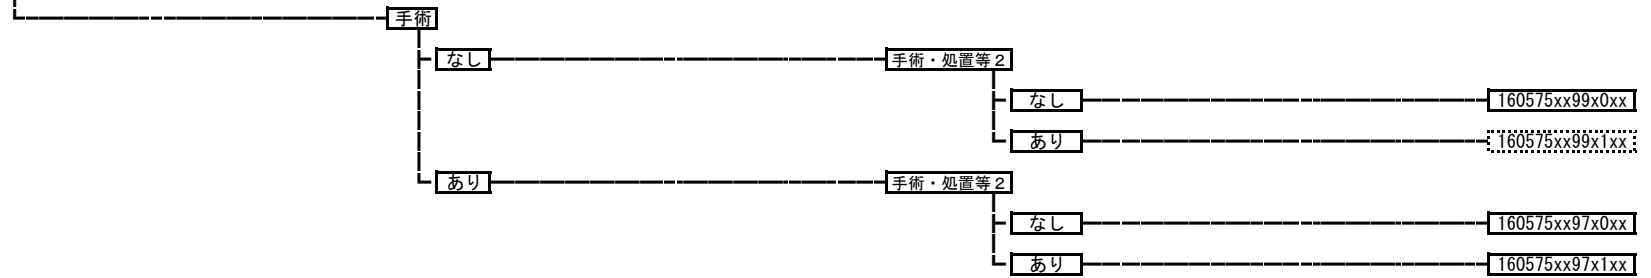 手術
なし 手術・処置等２
なし 160575xx99x0xx
あり 160575xx99x1xx
あり 手術・処置等２
なし 160575xx97x0xx
あり 160575xx97x1xx